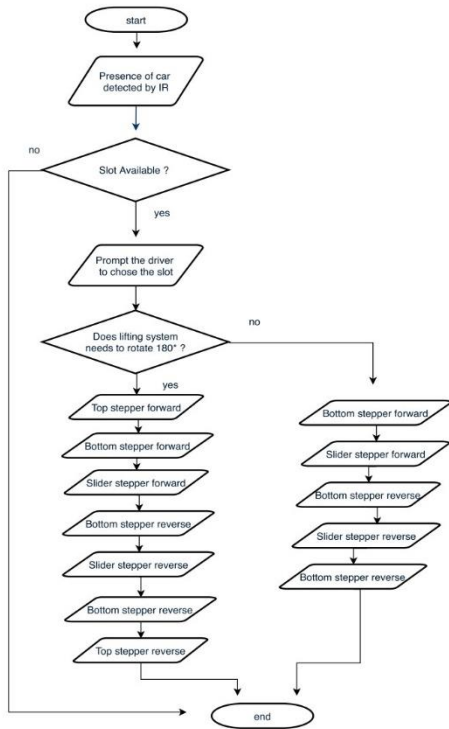 start
Presence of car
detected by IR
no
Slot Available ?
yes
Prompt the driver
to chose the slot
no
Does lifting system
needs to rotate 180° ?
yes
Top stepper forward
Bottom stepper forward
Slider stepper forward
Bottom stepper reverse
Slider stepper reverse
Bottom stepper reverse
Top stepper reverse
Bottom stepper forward
Slider stepper forward
Bottom stepper reverse
Slider stepper reverse
Bottom stepper reverse
end